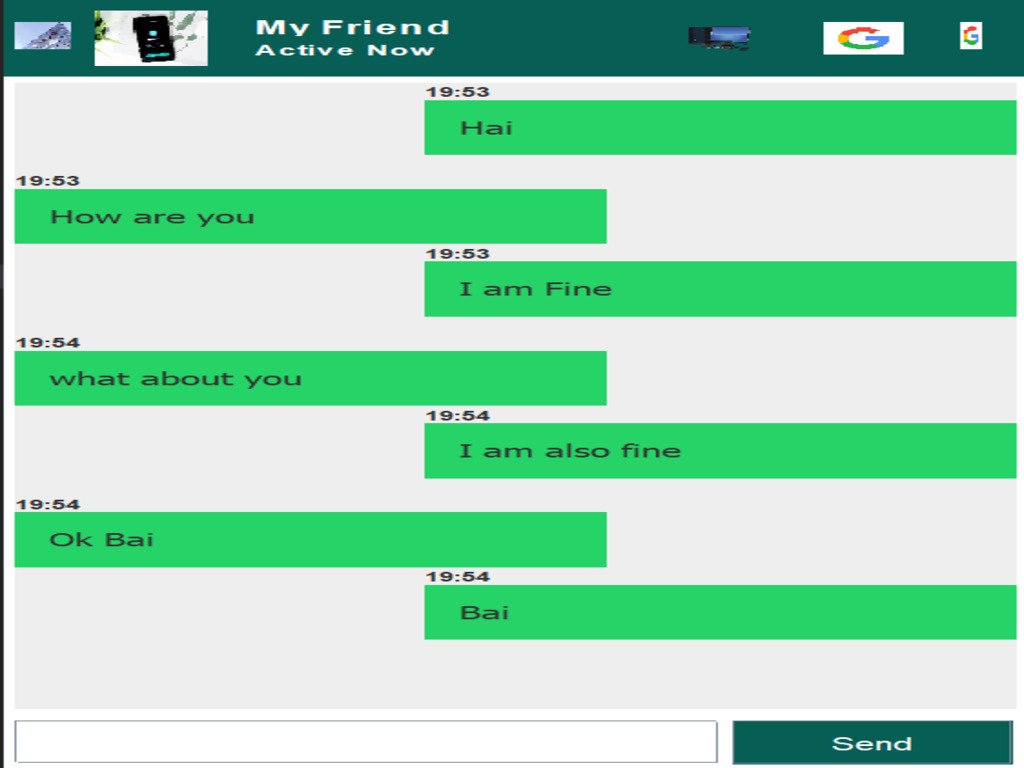 My Friend
Active Now
19:53
Hai
19:53
How are you
19:53
I am Fine
19:54
what about you
19:54
I am also fine
19:54
Ok Bai
19:54
Bai
Send